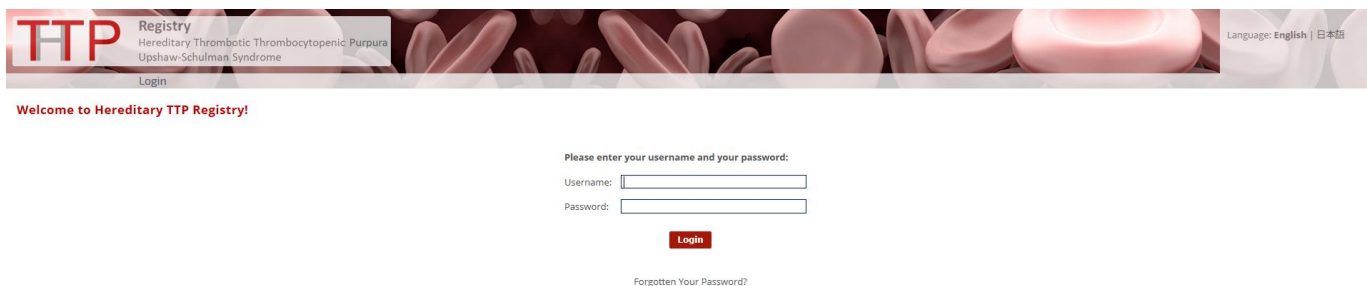 TTP
Registry
Hereditary Thrombotic Thrombocytopenic Purpura
Upshaw-Schulman Syndrome
Language: English | 日本語
Login
Welcome to Hereditary TTP Registry!
Please enter your username and your password:
Username:
Password:
Login
Forgotten Your Password?